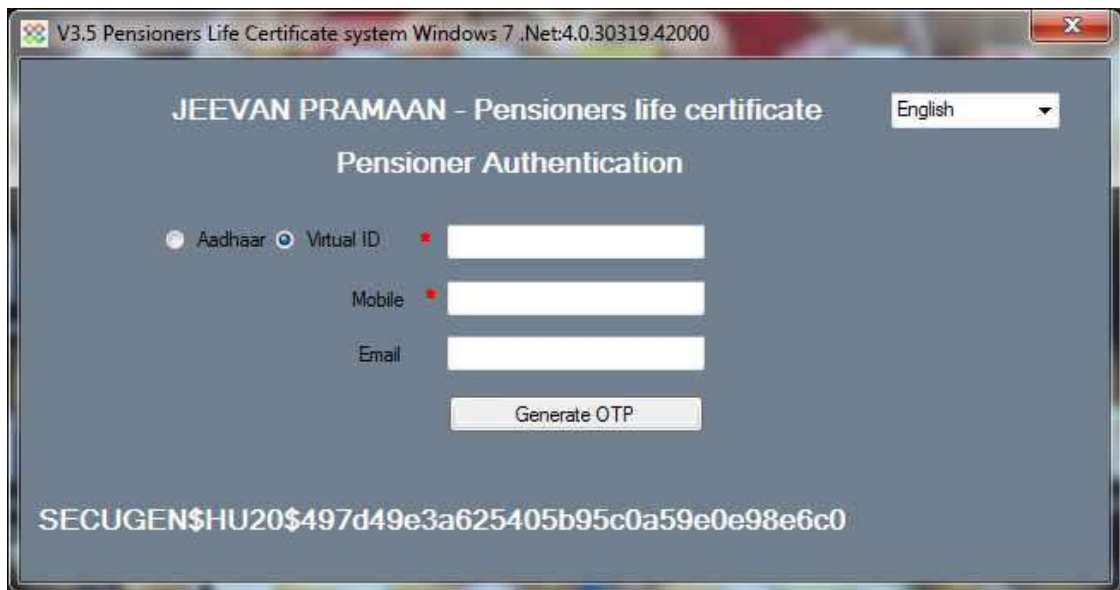 V3.5 Pensioners Life Certificate system Windows 7 .Net:4.0.30319.42000
JEEVAN PRAMAAN - Pensioners life certificate
English
Pensioner Authentication
Aadhaar Virtual ID *
Mobile *
Email
Generate OTP
SECUGEN$HU20$497d49e3a625405b95c0a59e0e98e6c0